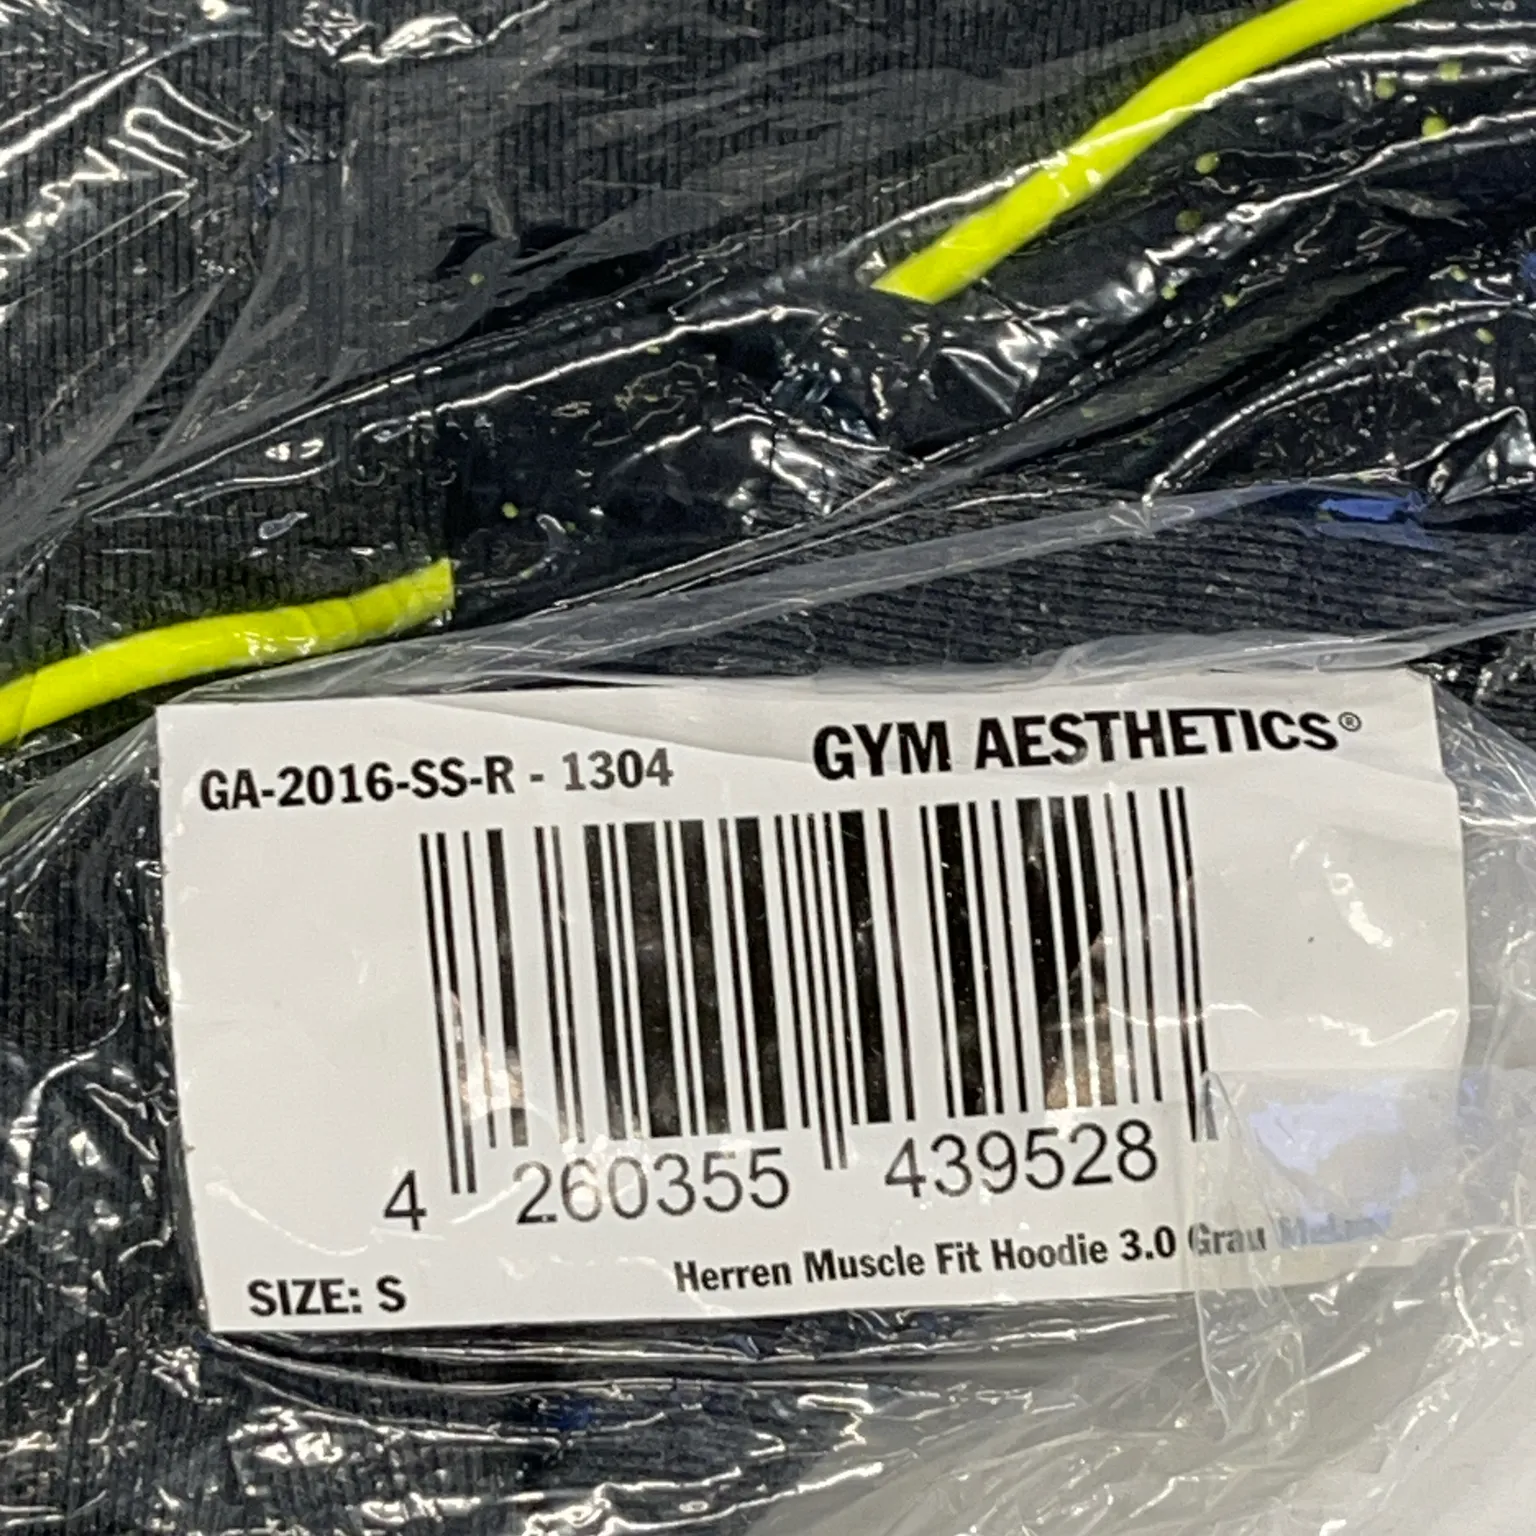 GA-2016-SS-R - 1304
GYM AESTHETICS®
4 260355 439528
SIZE: S
Herren Muscle Fit Hoodie 3.0 Grau